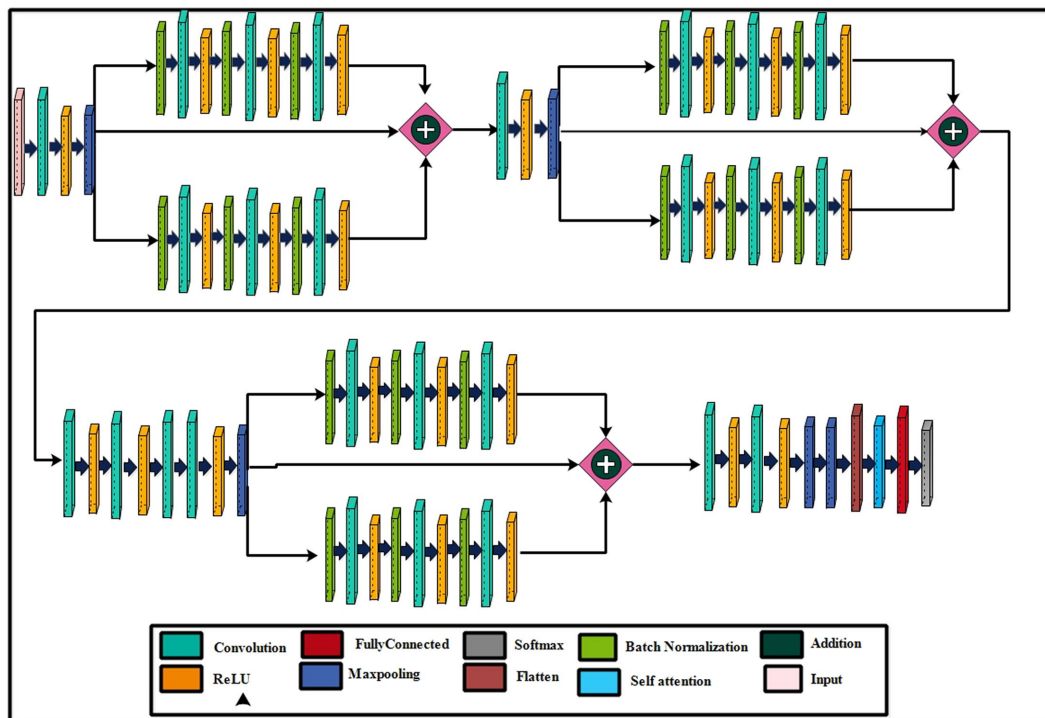 Convolution FullyConnected Softmax Batch Normalization Addition
ReLU Maxpooling Flatten Self attention Input